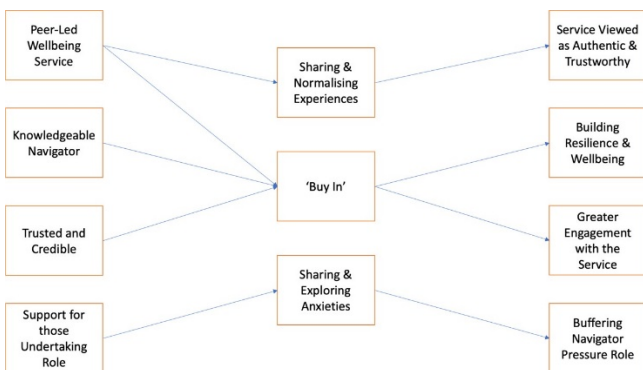 Peer-Led
Wellbeing
Service
Knowledgeable
Navigator
Trusted and
Credible
Support for
those
Undertaking
Role
Sharing &
Normalising
Experiences
‘Buy In’
Sharing &
Exploring
Anxieties
Service Viewed
as Authentic &
Trustworthy
Building
Resilience &
Wellbeing
Greater
Engagement
with the
Service
Buffering
Navigator
Pressure Role